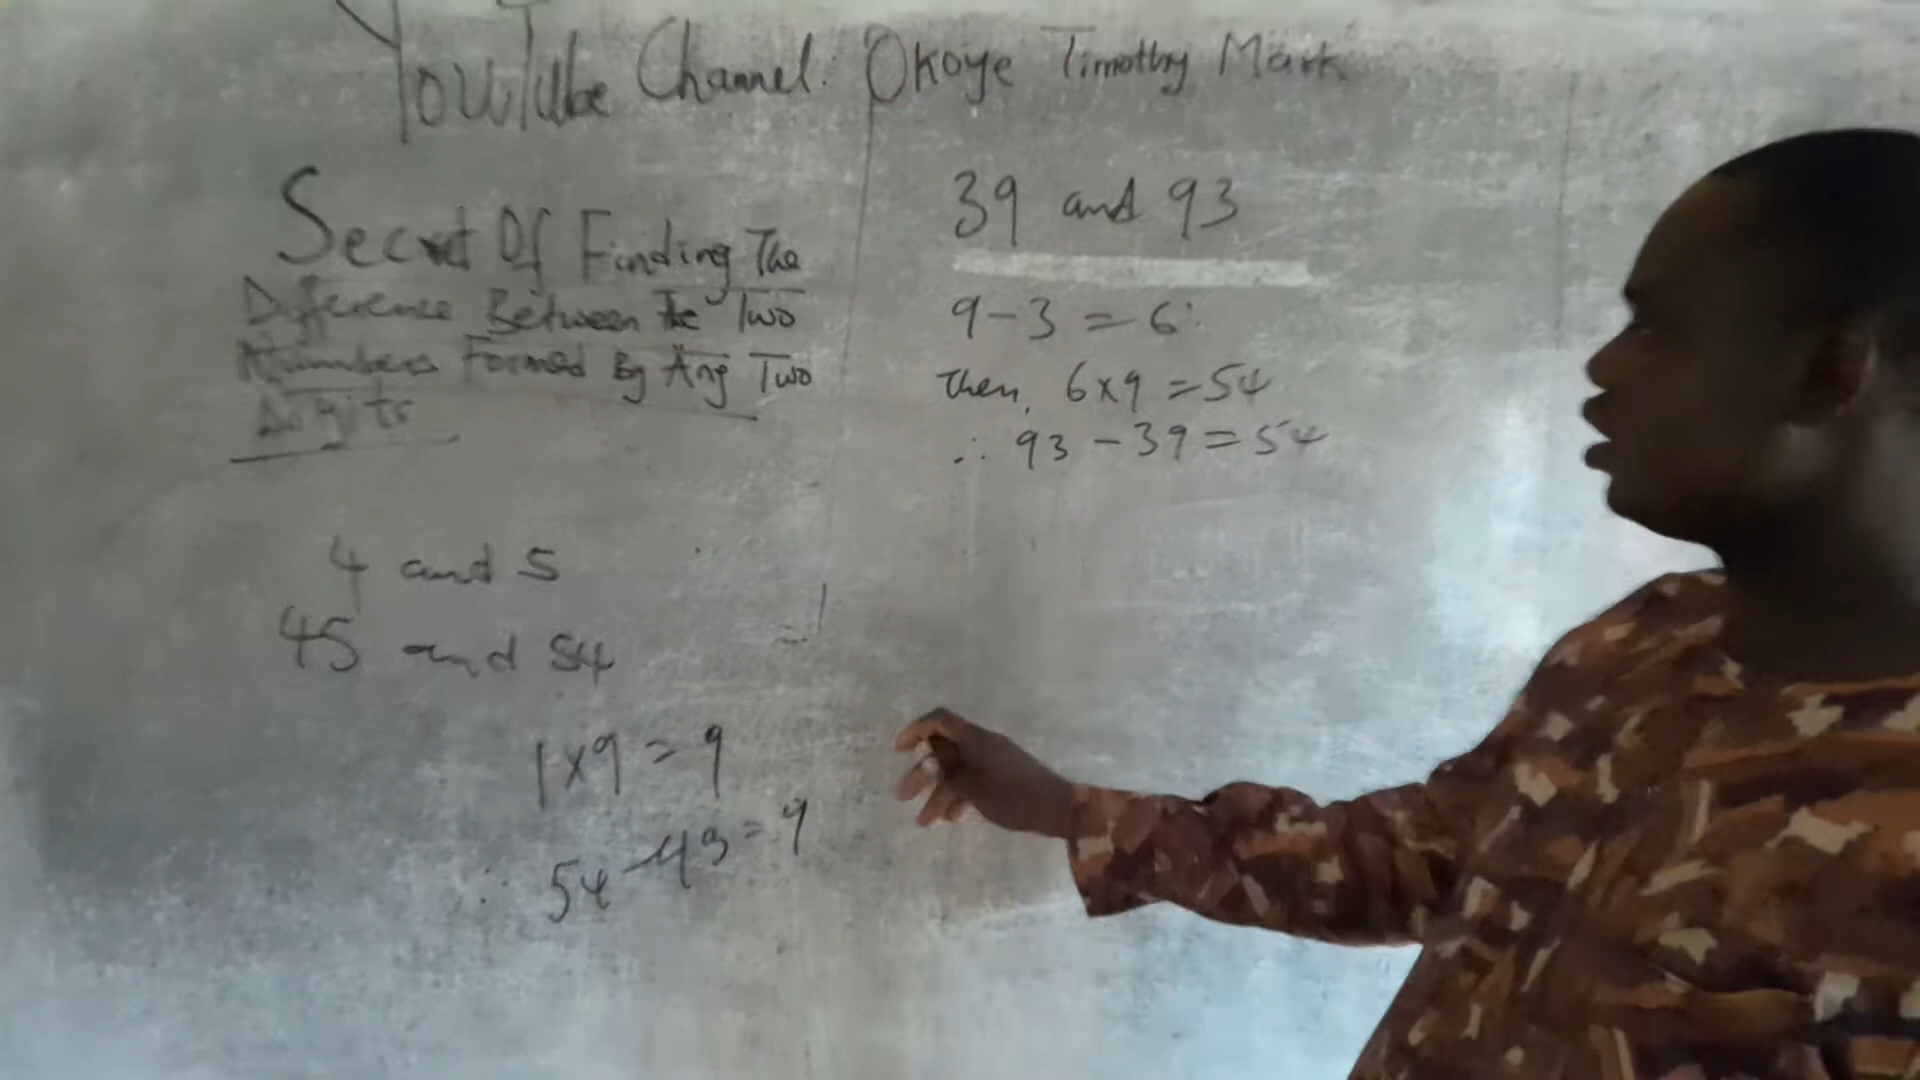 YouTube Channel: Okoye Timothy Mark
Secret Of Finding The
Difference Between The Two
Numbers Formed By Any Two
Digits
4 and 5
45 and 54
=1
1x9 = 9
∴ 54 - 45 = 9
39 and 93
9 - 3 = 6
then, 6x9 = 54
∴ 93 - 39 = 54